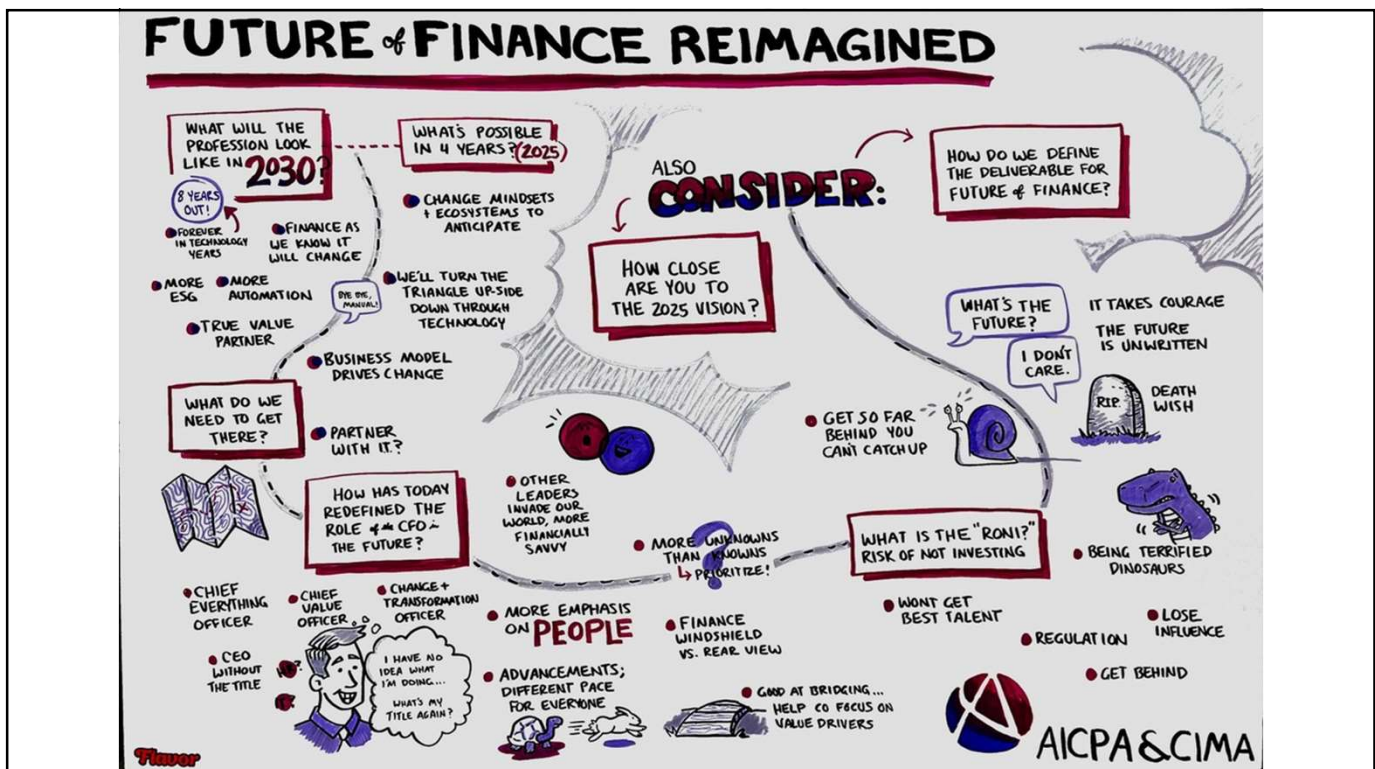 FUTURE of FINANCE REIMAGINED
WHAT WILL THE
PROFESSION LOOK
LIKE IN 2030?
8 YEARS
OUT!
FOREVER
IN TECHNOLOGY
YEARS
FINANCE AS
WE KNOW IT
WILL CHANGE
MORE
ESG
MORE
AUTOMATION
TRUE VALUE
PARTNER
BYE BYE,
MANUAL!
WHAT'S POSSIBLE
IN 4 YEARS? (2025)
CHANGE MINDSETS
+ ECOSYSTEMS TO
ANTICIPATE
WE'LL TURN THE
TRIANGLE UP-SIDE
DOWN THROUGH
TECHNOLOGY
BUSINESS MODEL
DRIVES CHANGE
WHAT DO WE
NEED TO GET
THERE?
PARTNER
WITH I.T.?
HOW HAS TODAY
REDEFINED THE
ROLE of the CFO in
THE FUTURE?
CHIEF
EVERYTHING
OFFICER
CHIEF
VALUE
OFFICER
CHANGE +
TRANSFORMATION
OFFICER
CEO
WITHOUT
THE TITLE
I HAVE NO
IDEA WHAT
I'M DOING...
WHAT'S MY
TITLE AGAIN?
OTHER
LEADERS
INVADE OUR
WORLD, MORE
FINANCIALLY
SAVVY
MORE EMPHASIS
ON PEOPLE
ADVANCEMENTS;
DIFFERENT PACE
FOR EVERYONE
?
MORE UNKNOWNS
THAN KNOWNS
PRIORITIZE!
FINANCE
WINDSHIELD
VS. REAR VIEW
GOOD AT BRIDGING...
HELP CO FOCUS ON
VALUE DRIVERS
ALSO
CONSIDER:
HOW CLOSE
ARE YOU TO
THE 2025 VISION?
HOW DO WE DEFINE
THE DELIVERABLE FOR
FUTURE of FINANCE?
WHAT'S THE
FUTURE?
I DON'T
CARE.
IT TAKES COURAGE
THE FUTURE
IS UNWRITTEN
RIP
DEATH
WISH
GET SO FAR
BEHIND YOU
CAN'T CATCH UP
WHAT IS THE "RONI?"
RISK OF NOT INVESTING
BEING TERRIFIED
DINOSAURS
WONT GET
BEST TALENT
REGULATION
LOSE
INFLUENCE
GET BEHIND
AICPA & CIMA
Flavor